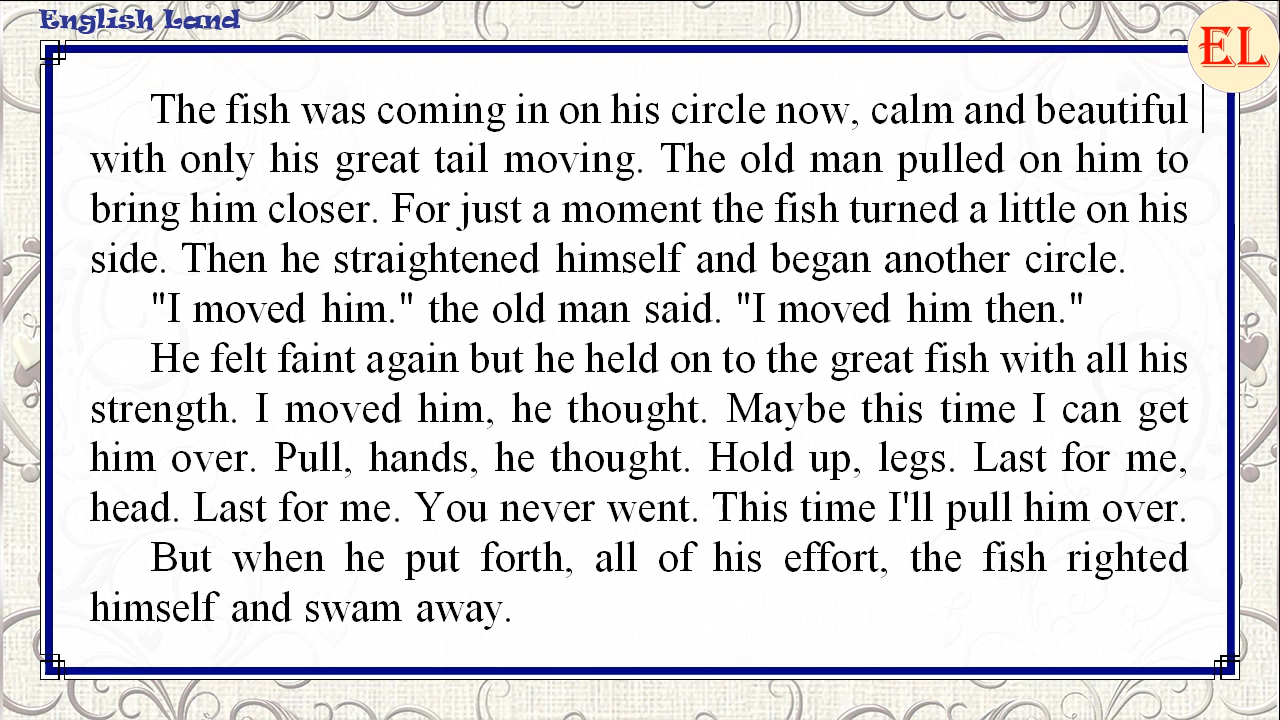 English Land
EL
The fish was coming in on his circle now, calm and beautiful
with only his great tail moving. The old man pulled on him to
bring him closer. For just a moment the fish turned a little on his
side. Then he straightened himself and began another circle.
"I moved him." the old man said. "I moved him then."
He felt faint again but he held on to the great fish with all his
strength. I moved him, he thought. Maybe this time I can get
him over. Pull, hands, he thought. Hold up, legs. Last for me,
head. Last for me. You never went. This time I'll pull him over.
But when he put forth, all of his effort, the fish righted
himself and swam away.